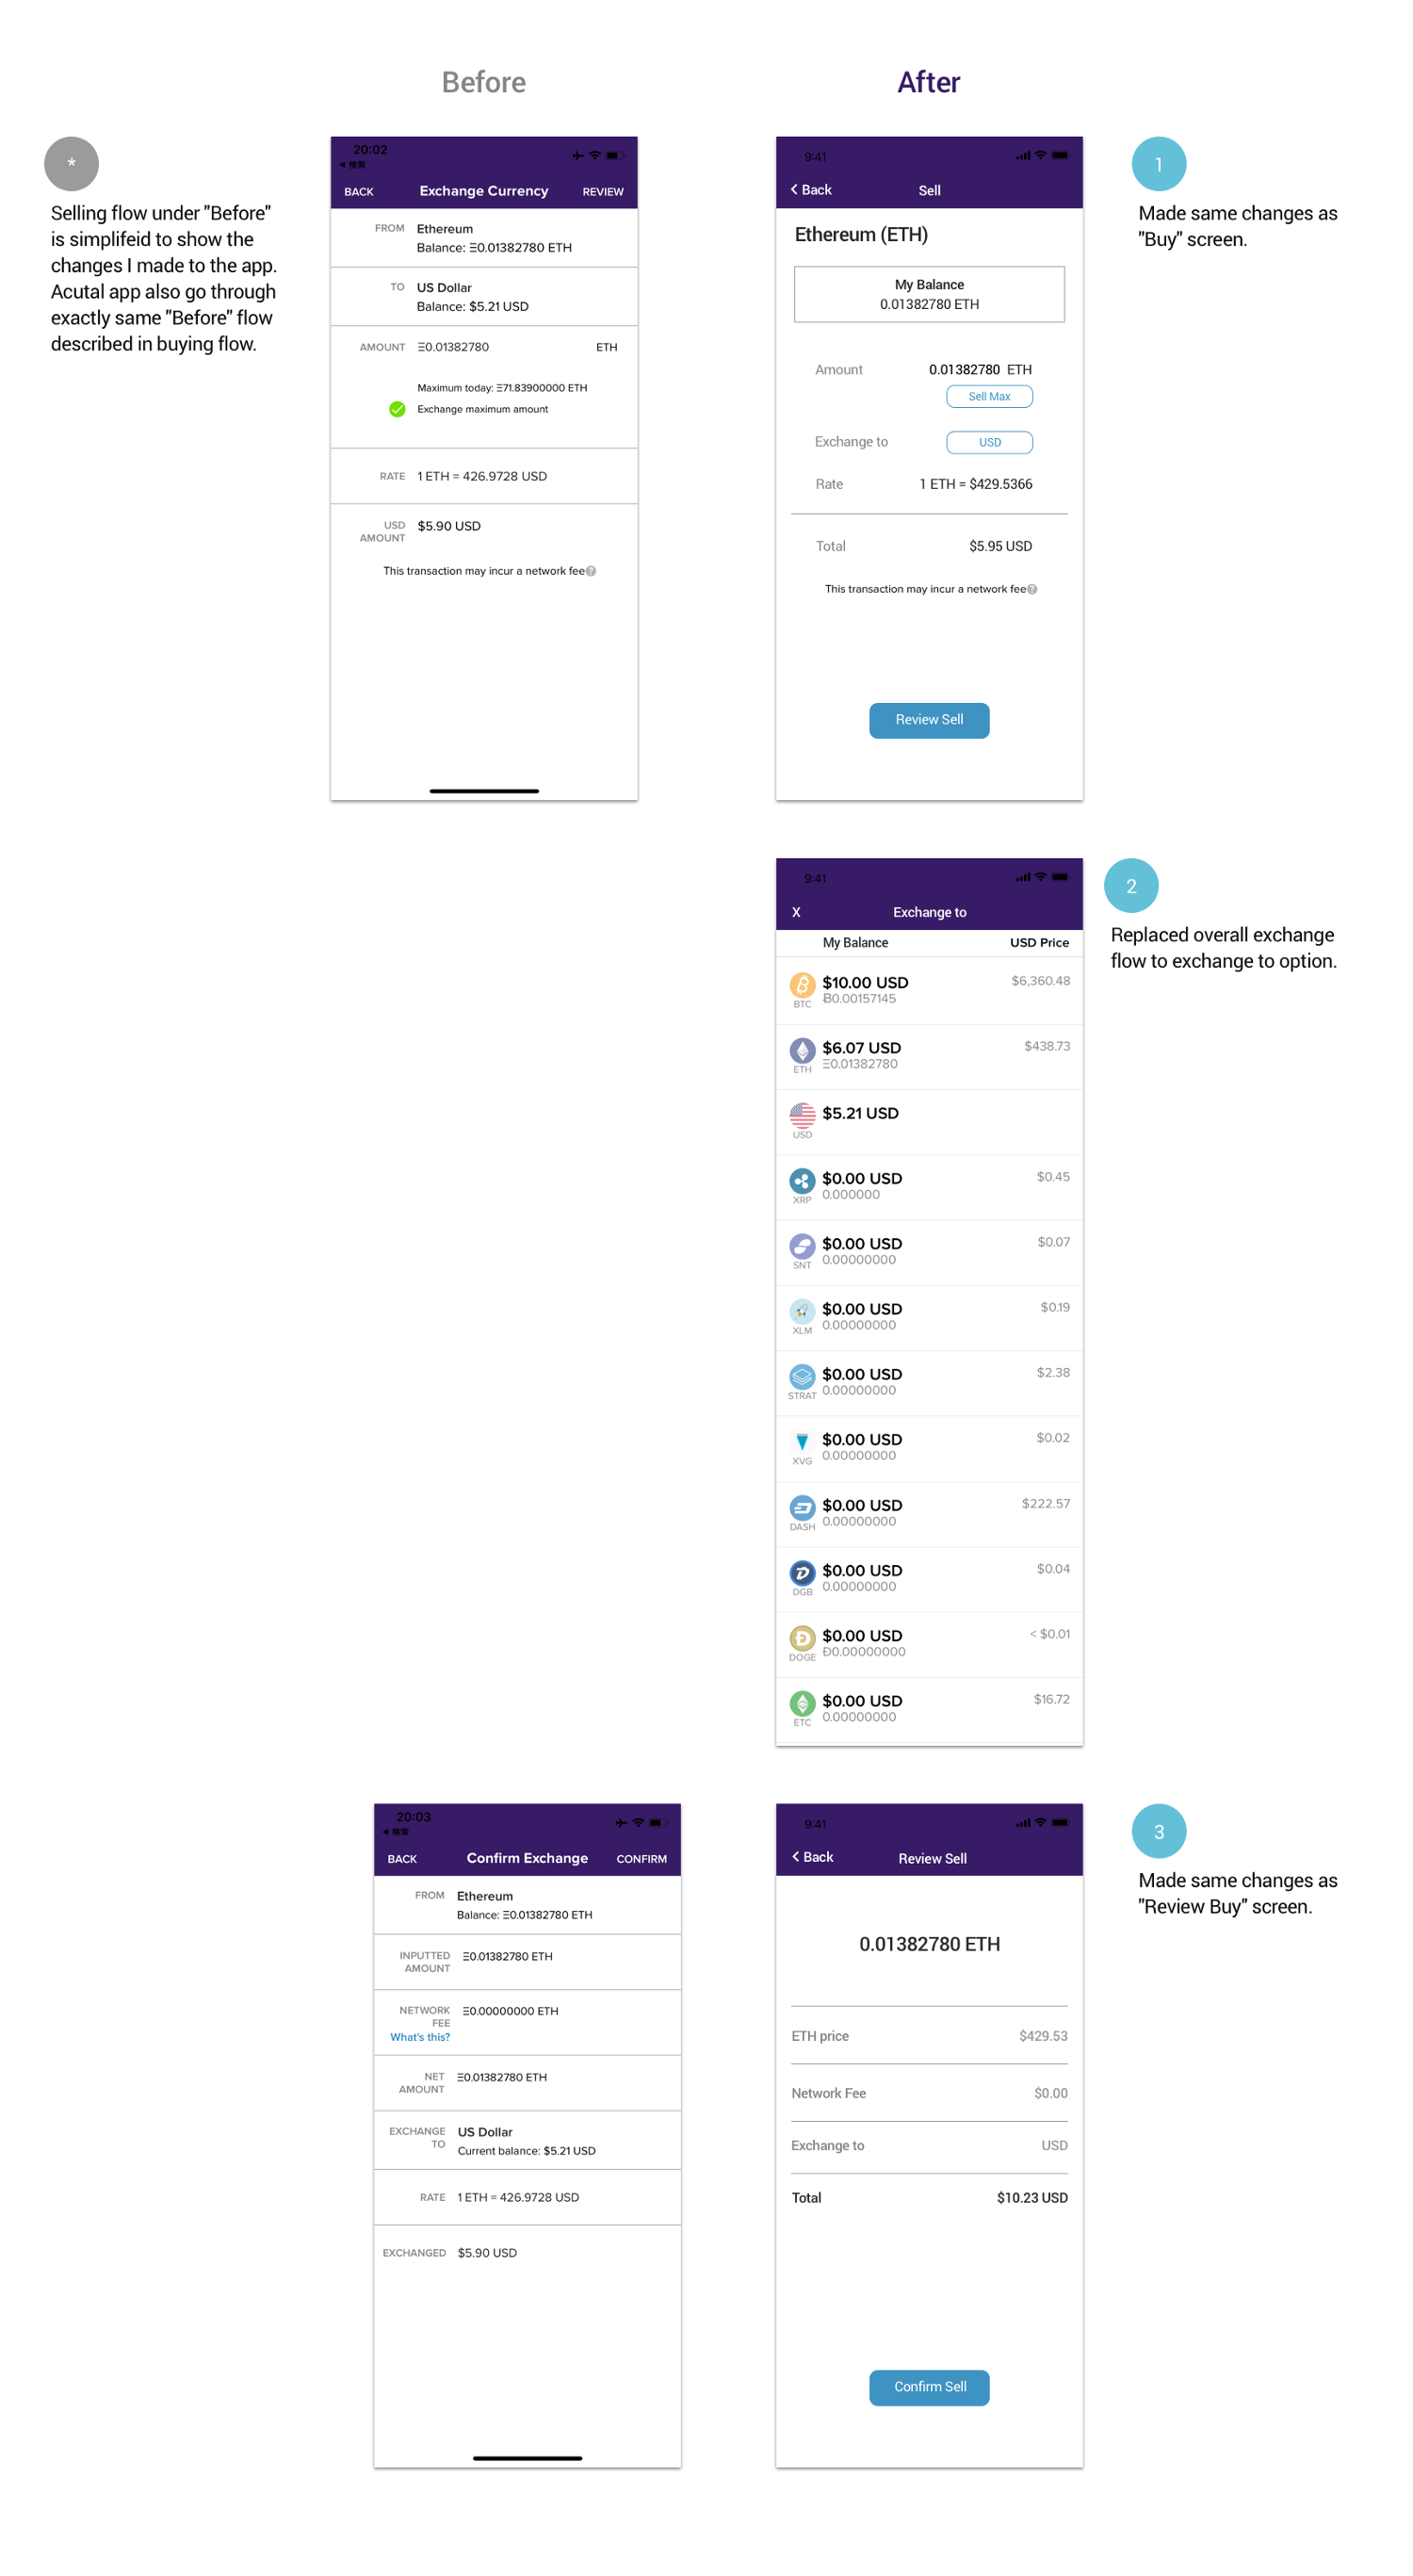 Before
After
*
Selling flow under "Before"
is simplifeid to show the
changes I made to the app.
Acutal app also go through
exactly same "Before" flow
described in buying flow.
20:02
◀ 検索
BACK
Exchange Currency
REVIEW
FROM
Ethereum
Balance: Ξ0.01382780 ETH
TO
US Dollar
Balance: $5.21 USD
AMOUNT
Ξ0.01382780
ETH
Maximum today: Ξ71.83900000 ETH
Exchange maximum amount
RATE
1 ETH = 426.9728 USD
USD
AMOUNT
$5.90 USD
This transaction may incur a network fee?
9:41
< Back
Sell
Ethereum (ETH)
My Balance
0.01382780 ETH
Amount
0.01382780 ETH
Sell Max
Exchange to
USD
Rate
1 ETH = $429.5366
Total
$5.95 USD
This transaction may incur a network fee?
Review Sell
1
Made same changes as
"Buy" screen.
9:41
X
Exchange to
My Balance
USD Price
$10.00 USD
$6,360.48
BTC
Ƀ0.00157145
$6.07 USD
$438.73
ETH
Ξ0.01382780
$5.21 USD
USD
$0.00 USD
$0.45
XRP
0.000000
$0.00 USD
$0.07
SNT
0.00000000
$0.00 USD
$0.19
XLM
0.00000000
$0.00 USD
$2.38
STRAT
0.00000000
$0.00 USD
$0.02
XVG
0.00000000
$0.00 USD
$222.57
DASH
0.00000000
$0.00 USD
$0.04
DGB
0.00000000
$0.00 USD
< $0.01
DOGE
Ð0.00000000
$0.00 USD
$16.72
ETC
0.00000000
2
Replaced overall exchange
flow to exchange to option.
20:03
◀ 検索
BACK
Confirm Exchange
CONFIRM
FROM
Ethereum
Balance: Ξ0.01382780 ETH
INPUTTED
AMOUNT
Ξ0.01382780 ETH
NETWORK
FEE
What's this?
Ξ0.00000000 ETH
NET
AMOUNT
Ξ0.01382780 ETH
EXCHANGE
TO
US Dollar
Current balance: $5.21 USD
RATE
1 ETH = 426.9728 USD
EXCHANGED
$5.90 USD
9:41
< Back
Review Sell
0.01382780 ETH
ETH price
$429.53
Network Fee
$0.00
Exchange to
USD
Total
$10.23 USD
Confirm Sell
3
Made same changes as
"Review Buy" screen.